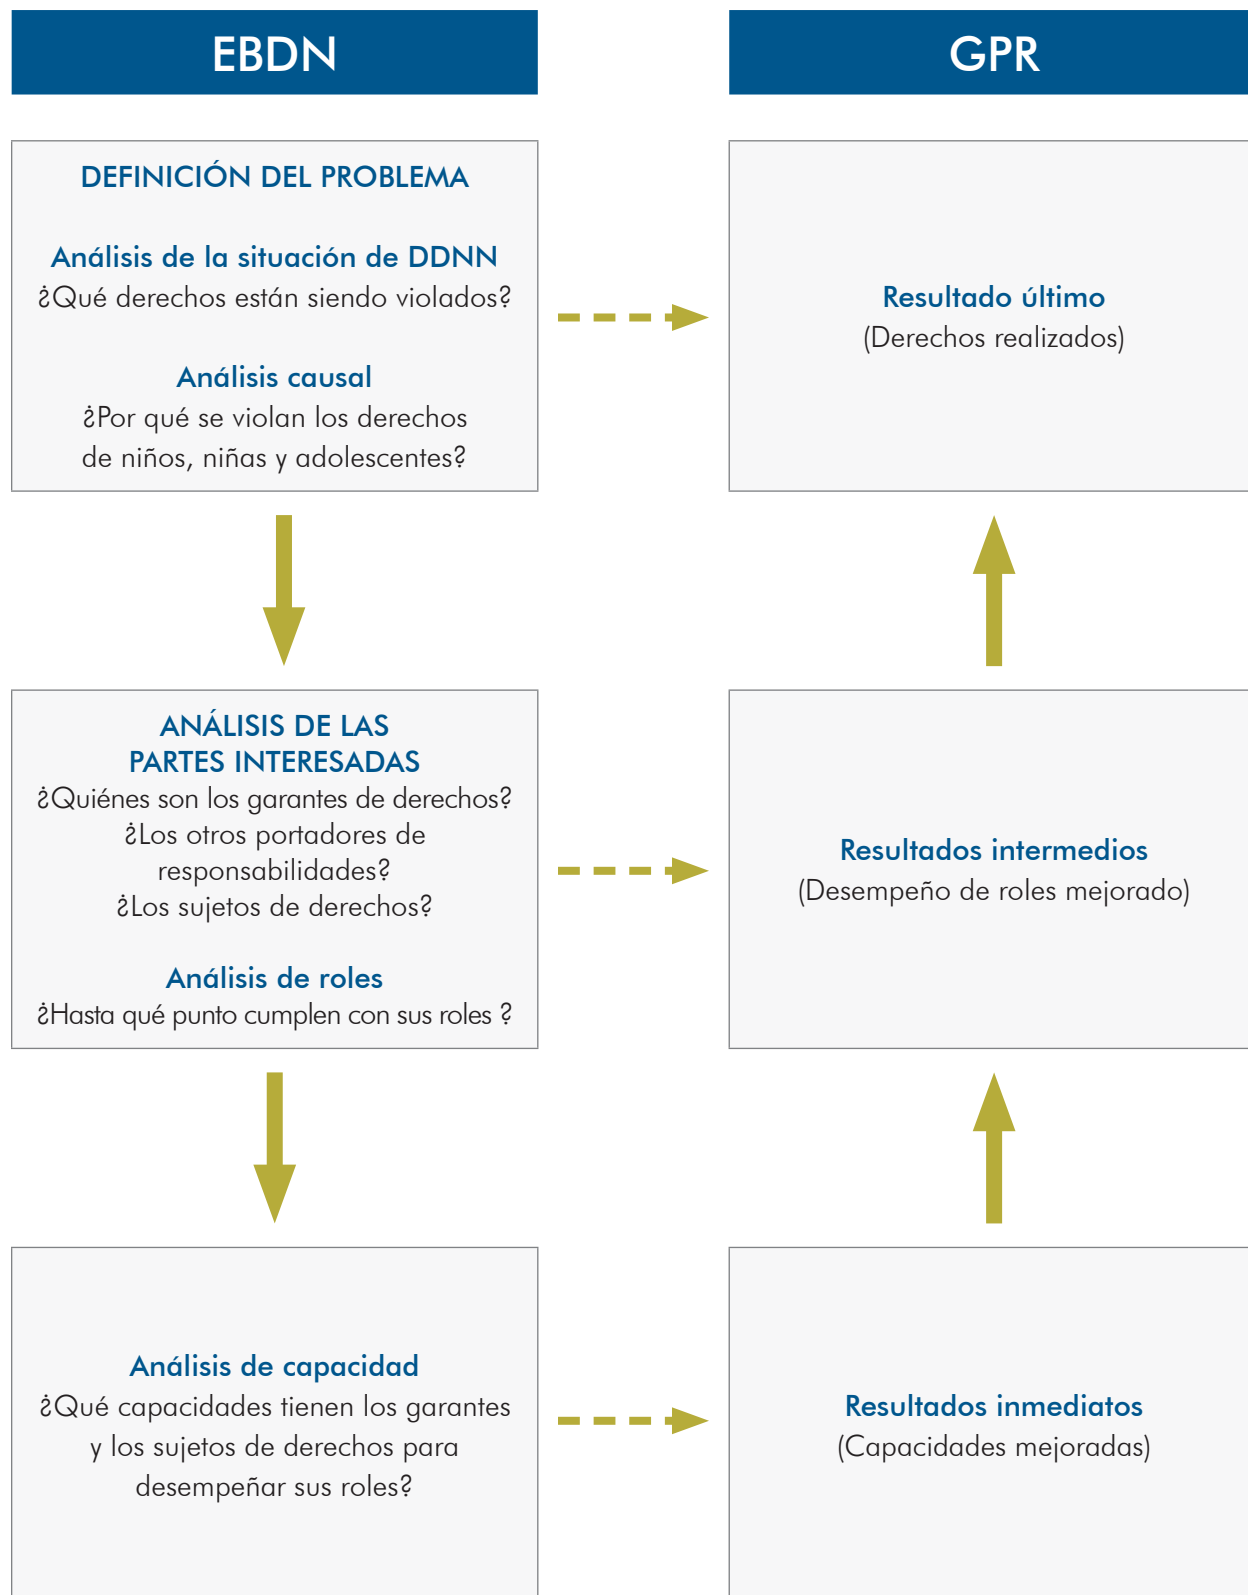 EBDN
GPR
DEFINICIÓN DEL PROBLEMA
Análisis de la situación de DDNN
¿Qué derechos están siendo violados?
Análisis causal
¿Por qué se violan los derechos
de niños, niñas y adolescentes?
Resultado último
(Derechos realizados)
ANÁLISIS DE LAS
PARTES INTERESADAS
¿Quiénes son los garantes de derechos?
¿Los otros portadores de
responsabilidades?
¿Los sujetos de derechos?
Análisis de roles
¿Hasta qué punto cumplen con sus roles ?
Resultados intermedios
(Desempeño de roles mejorado)
Análisis de capacidad
¿Qué capacidades tienen los garantes
y los sujetos de derechos para
desempeñar sus roles?
Resultados inmediatos
(Capacidades mejoradas)